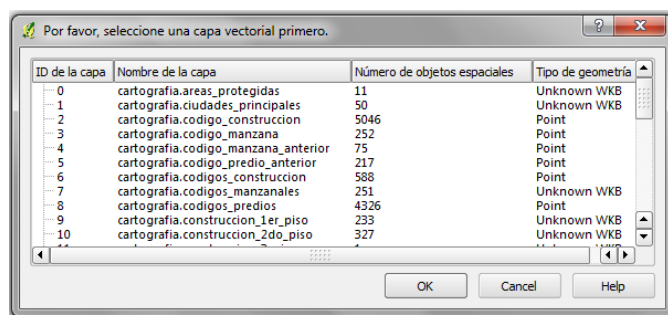 Por favor, seleccione una capa vectorial primero.
ID de la capa Nombre de la capa Número de objetos espaciales Tipo de geometría
0 cartografia.areas_protegidas 11 Unknown WKB
1 cartografia.ciudades_principales 50 Unknown WKB
2 cartografia.codigo_construccion 5046 Point
3 cartografia.codigo_manzana 252 Point
4 cartografia.codigo_manzana_anterior 75 Point
5 cartografia.codigo_predio_anterior 217 Point
6 cartografia.codigos_construccion 588 Point
7 cartografia.codigos_manzanales 251 Unknown WKB
8 cartografia.codigos_predios 4326 Point
9 cartografia.construccion_1er_piso 233 Unknown WKB
10 cartografia.construccion_2do_piso 327 Unknown WKB
OK Cancel Help